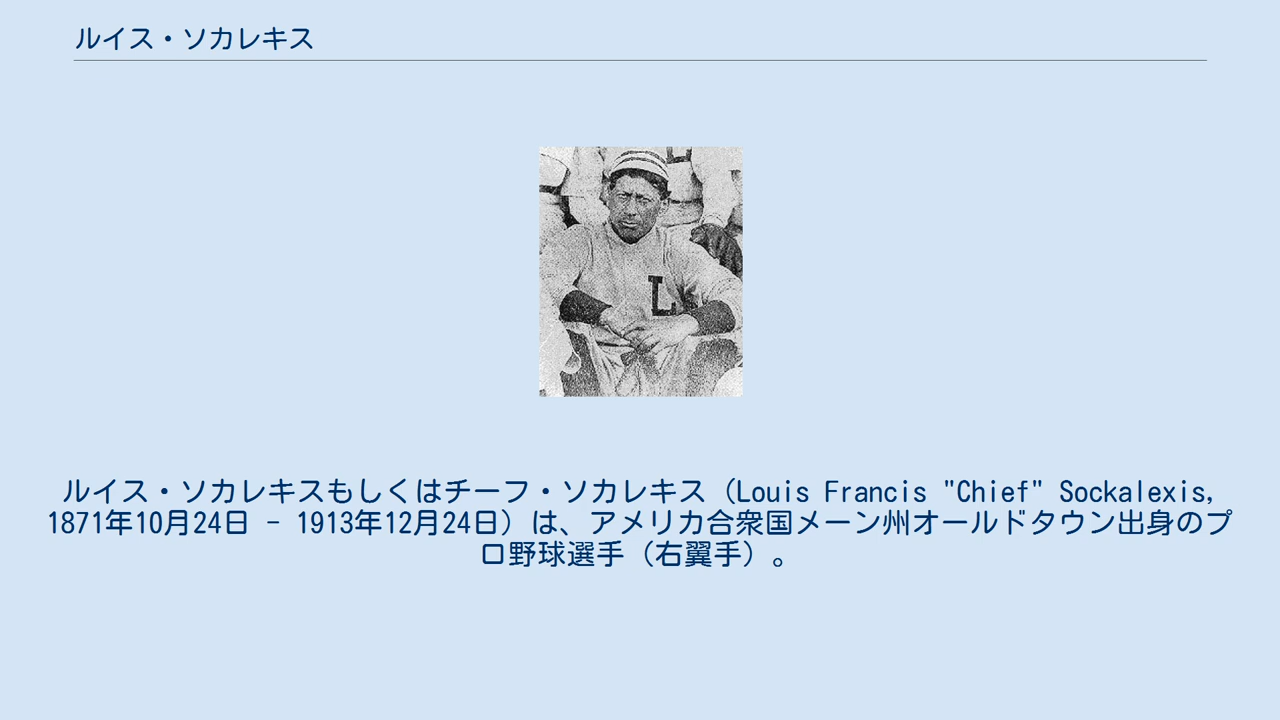 ルイス・ソカレキス
L
ルイス・ソカレキスもしくはチーフ・ソカレキス（Louis Francis "Chief" Sockalexis,
1871年10月24日 - 1913年12月24日）は、アメリカ合衆国メーン州オールドタウン出身のプ
ロ野球選手（右翼手）。